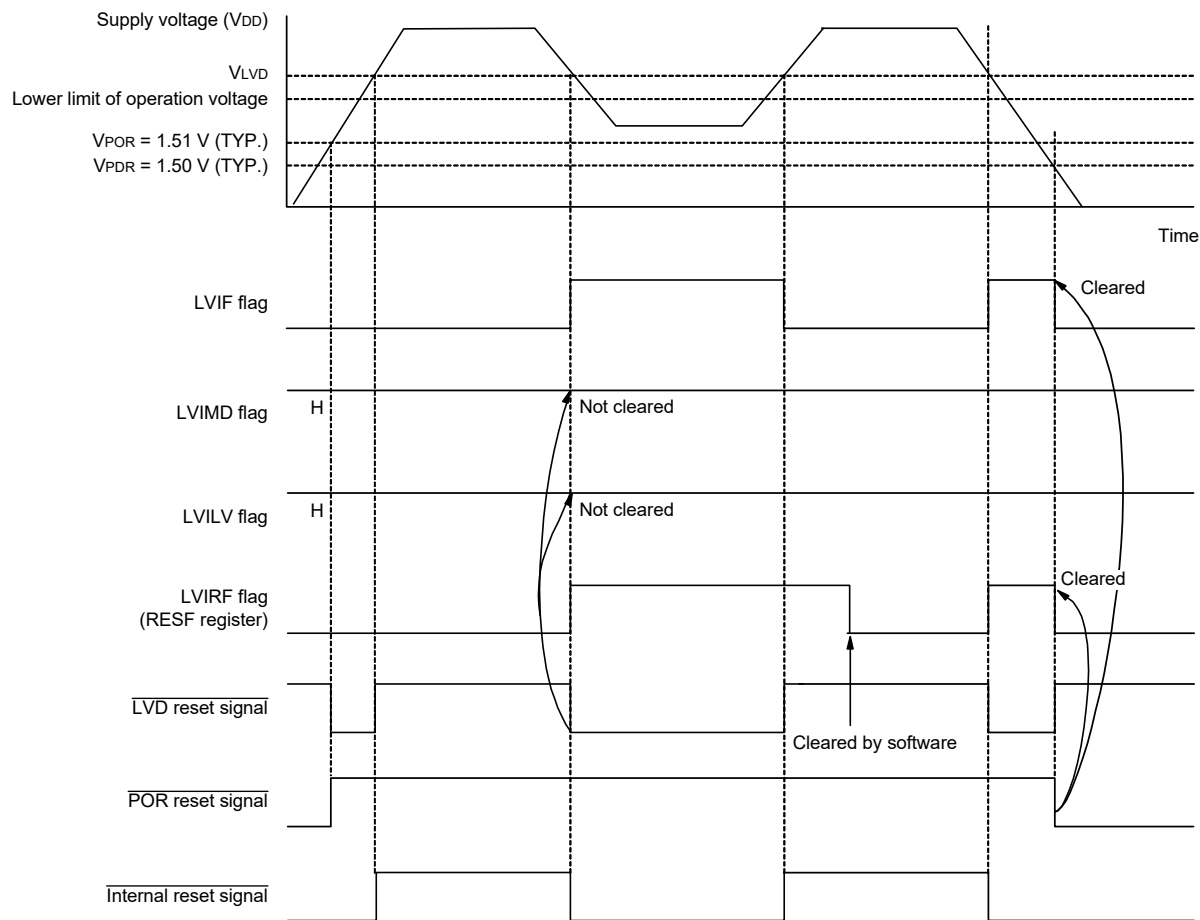 Supply voltage (VDD)
VLVD
Lower limit of operation voltage
VPOR = 1.51 V (TYP.)
VPDR = 1.50 V (TYP.)
Time
LVIF flag
Cleared
LVIMD flag
H
Not cleared
LVILV flag
H
Not cleared
LVIRF flag
(RESF register)
Cleared
LVD reset signal
Cleared by software
POR reset signal
Internal reset signal